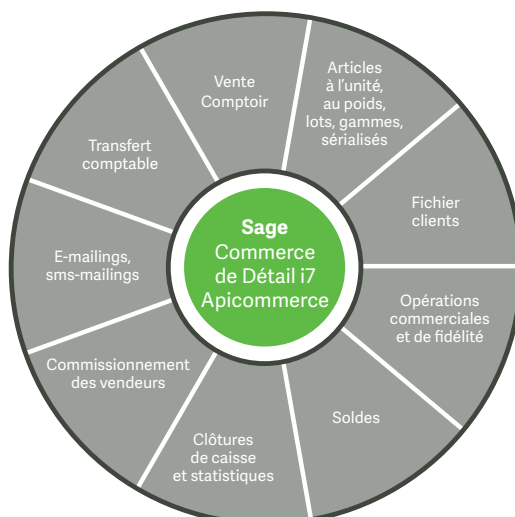 Vente
Comptoir
Articles
à l'unité,
au poids,
lots, gammes,
sérialisés
Fichier
clients
Opérations
commerciales
et de fidélité
Soldes
Clôtures
de caisse
et statistiques
Commissionnement
des vendeurs
E-mailings,
sms-mailings
Transfert
comptable
Sage
Commerce
de Détail i7
Apicommerce